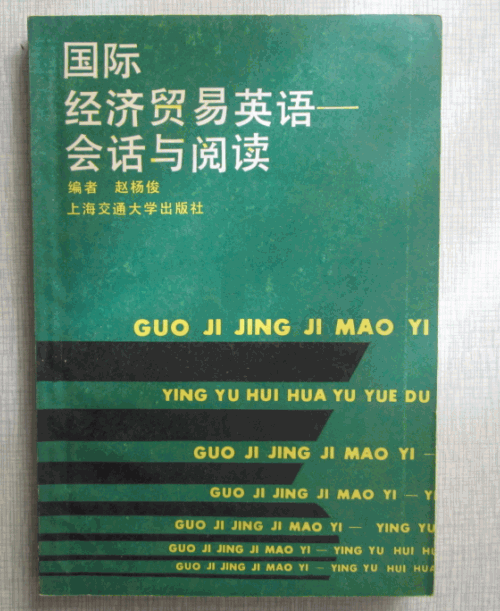 国际
经济贸易英语—
会话与阅读
编者 赵杨俊
上海交通大学出版社
GUO JI JING JI MAO YI
YING YU HUI HUA YU YUE DU
GUO JI JING JI MAO YI —
GUO JI JING JI MAO YI — YI
GUO JI JING JI MAO YI — YING YU
GUO JI JING JI MAO YI — YING YU HUI HU
GUO JI JING JI MAO YI — YING YU HUI HUA